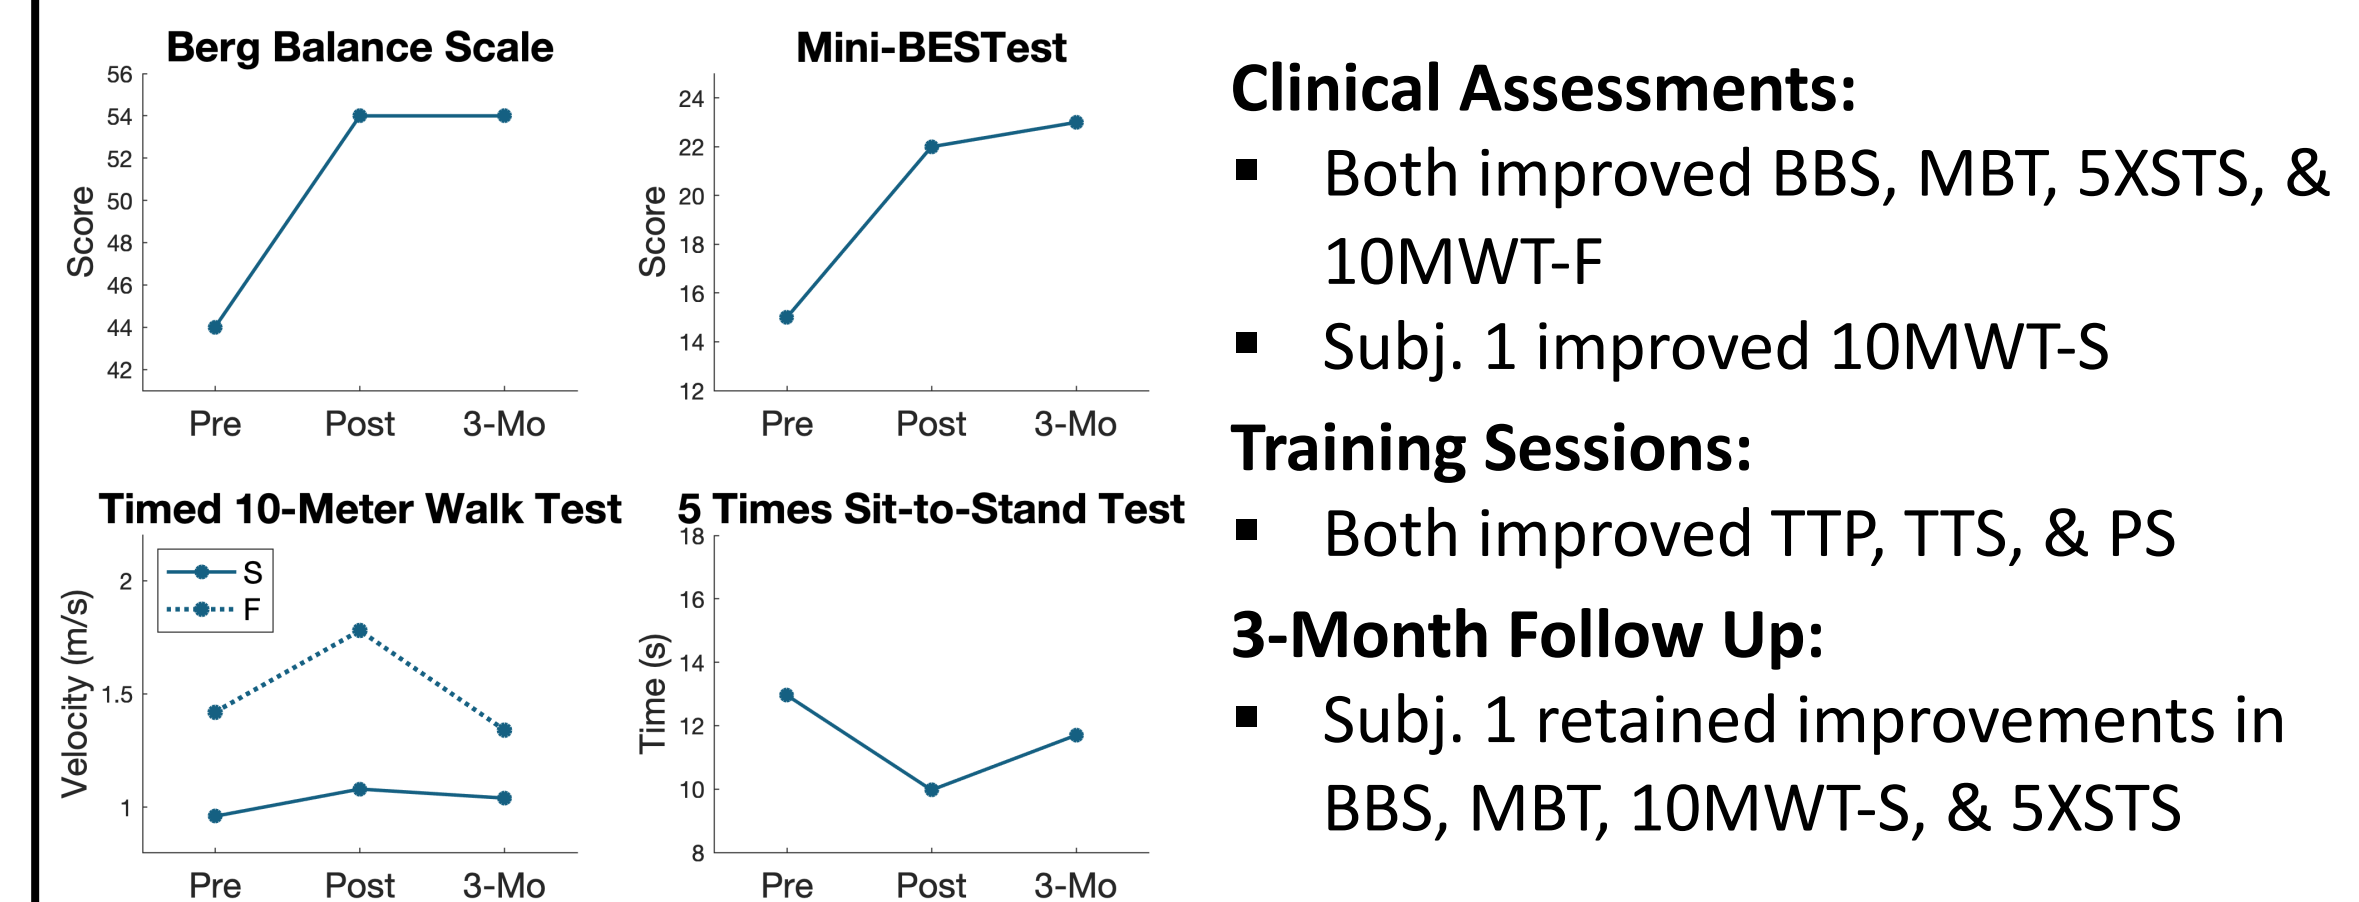 Berg Balance Scale
56
54
52
50
48
46
44
42
Score
Pre Post 3-Mo
Mini-BESTest
24
22
20
18
16
14
12
Score
Pre Post 3-Mo
Timed 10-Meter Walk Test
S
F
2
1.5
1
Velocity (m/s)
Pre Post 3-Mo
5 Times Sit-to-Stand Test
18
16
14
12
10
8
Time (s)
Pre Post 3-Mo
Clinical Assessments:
▪ Both improved BBS, MBT, 5XSTS, &
10MWT-F
▪ Subj. 1 improved 10MWT-S
Training Sessions:
▪ Both improved TTP, TTS, & PS
3-Month Follow Up:
▪ Subj. 1 retained improvements in
BBS, MBT, 10MWT-S, & 5XSTS